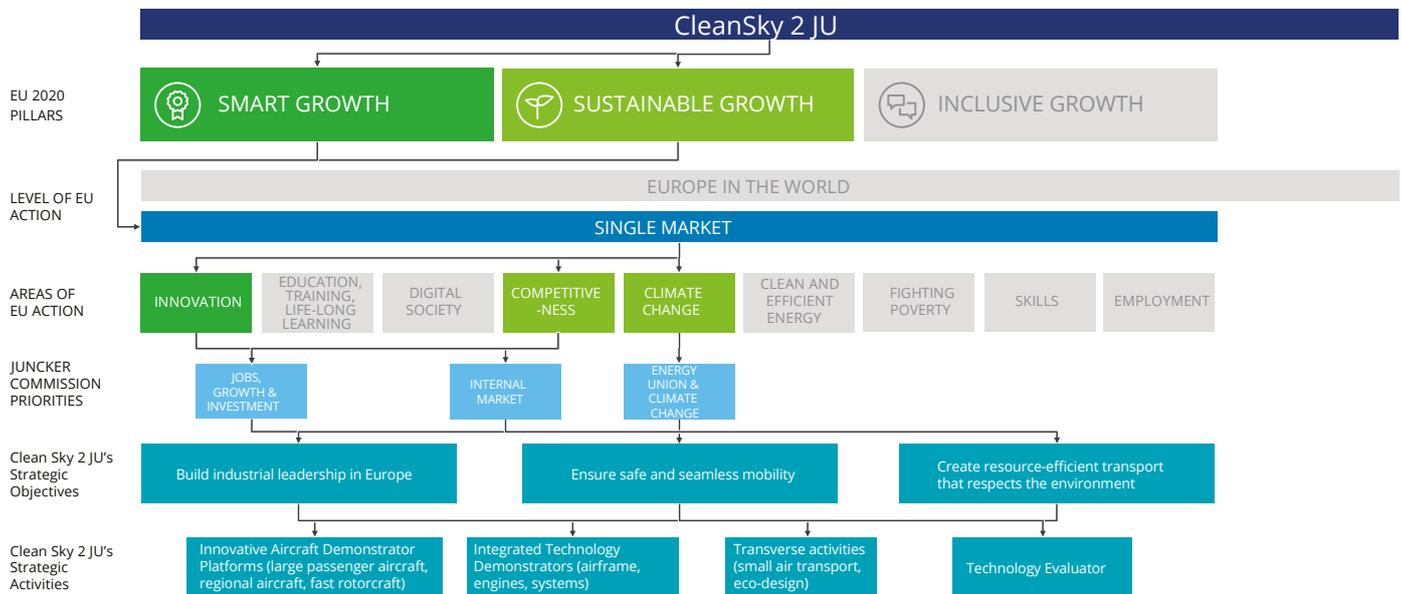 CleanSky 2 JU
EU 2020
PILLARS
SMART GROWTH
SUSTAINABLE GROWTH
INCLUSIVE GROWTH
LEVEL OF EU
ACTION
EUROPE IN THE WORLD
SINGLE MARKET
AREAS OF
EU ACTION
INNOVATION
EDUCATION,
TRAINING,
LIFE-LONG
LEARNING
DIGITAL
SOCIETY
COMPETITIVE
-NESS
CLIMATE
CHANGE
CLEAN AND
EFFICIENT
ENERGY
FIGHTING
POVERTY
SKILLS
EMPLOYMENT
JUNCKER
COMMISSION
PRIORITIES
JOBS,
GROWTH &
INVESTMENT
INTERNAL
MARKET
ENERGY
UNION &
CLIMATE
CHANGE
Clean Sky 2 JU’s
Strategic
Objectives
Build industrial leadership in Europe
Ensure safe and seamless mobility
Create resource-efficient transport
that respects the environment
Clean Sky 2 JU’s
Strategic
Activities
Innovative Aircraft Demonstrator
Platforms (large passenger aircraft,
regional aircraft, fast rotorcraft)
Integrated Technology
Demonstrators (airframe,
engines, systems)
Transverse activities
(small air transport,
eco-design)
Technology Evaluator